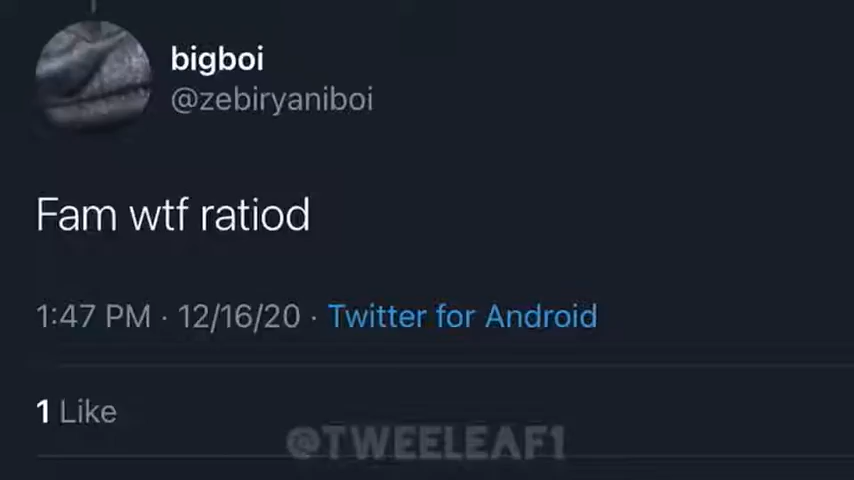 bigboi
@zebiryaniboi
Fam wtf ratiod
1:47 PM · 12/16/20 · Twitter for Android
1 Like
@TWEELEAF1